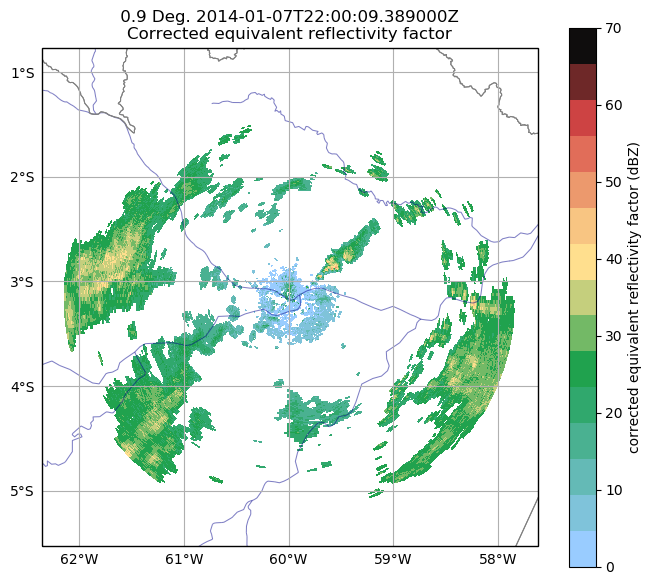 0.9 Deg. 2014-01-07T22:00:09.389000Z
Corrected equivalent reflectivity factor
1°S
2°S
3°S
4°S
5°S
62°W
61°W
60°W
59°W
58°W
70
60
50
40
30
20
10
0
corrected equivalent reflectivity factor (dBZ)